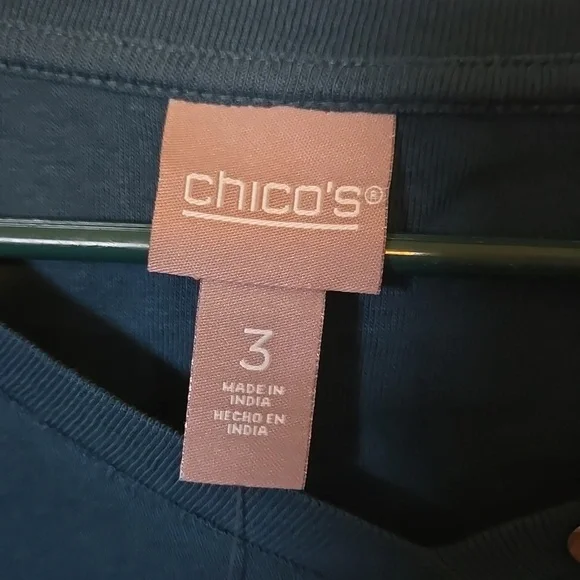 chico's®
3
MADE IN
INDIA
HECHO EN
INDIA